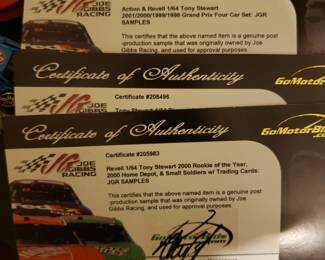 JOE
GIBBS
RACING
Action & Revell 1/64 Tony Stewart
2001/2000/1999/1998 Grand Prix Four Car Set: JGR
SAMPLES
This certifies that the above named item is a genuine post
-production sample that was originally owned by Joe
Gibbs Racing, and used for approval purposes.
Certificate of Authenticity
GoMotorB
JOE
GIBBS
Certificate #208496
Certificate of Authenticity
GoMotorB
JOE
GIBBS
RACING
Certificate #205983
Revell 1/64 Tony Stewart 2000 Rookie of the Year,
2000 Home Depot, & Small Soldiers w/ Trading Cards:
JGR SAMPLES
This certifies that the above named item is a genuine post
-production sample that was originally owned by Joe
Gibbs Racing, and used for approval purposes.